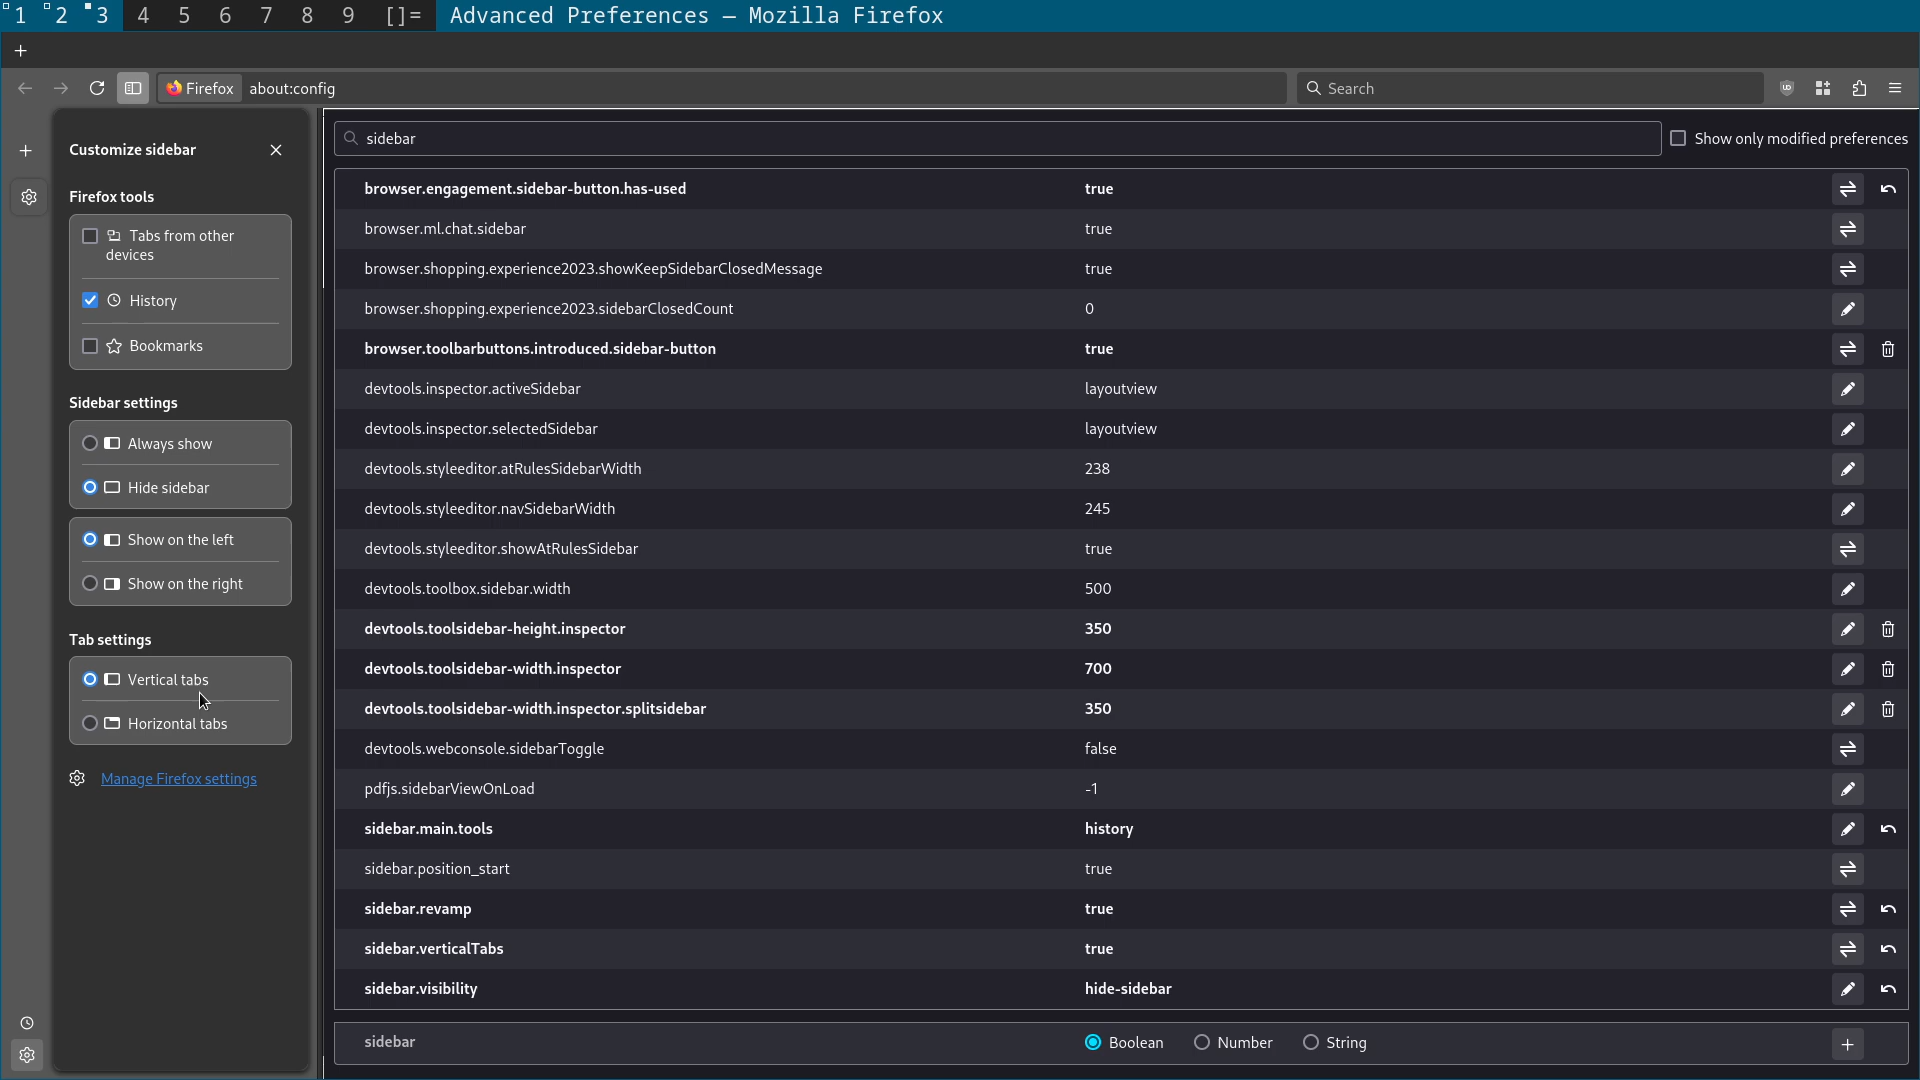 1 2 3 4 5 6 7 8 9 []= Advanced Preferences — Mozilla Firefox
Firefox about:config Search
Customize sidebar
Firefox tools
Tabs from other
devices
History
Bookmarks
Sidebar settings
Always show
Hide sidebar
Show on the left
Show on the right
Tab settings
Vertical tabs
Horizontal tabs
Manage Firefox settings
sidebar Show only modified preferences
browser.engagement.sidebar-button.has-used true
browser.ml.chat.sidebar true
browser.shopping.experience2023.showKeepSidebarClosedMessage true
browser.shopping.experience2023.sidebarClosedCount 0
browser.toolbarbuttons.introduced.sidebar-button true
devtools.inspector.activeSidebar layoutview
devtools.inspector.selectedSidebar layoutview
devtools.styleeditor.atRulesSidebarWidth 238
devtools.styleeditor.navSidebarWidth 245
devtools.styleeditor.showAtRulesSidebar true
devtools.toolbox.sidebar.width 500
devtools.toolsidebar-height.inspector 350
devtools.toolsidebar-width.inspector 700
devtools.toolsidebar-width.inspector.splitsidebar 350
devtools.webconsole.sidebarToggle false
pdfjs.sidebarViewOnLoad -1
sidebar.main.tools history
sidebar.position_start true
sidebar.revamp true
sidebar.verticalTabs true
sidebar.visibility hide-sidebar
sidebar Boolean Number String